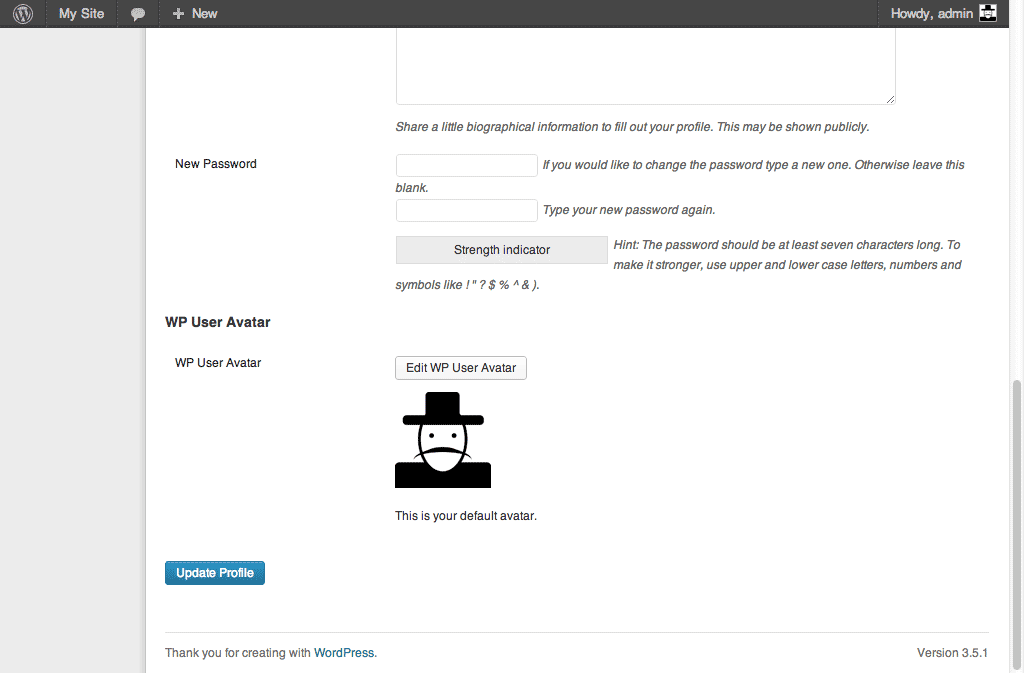 My Site New Howdy, admin
Share a little biographical information to fill out your profile. This may be shown publicly.
New Password If you would like to change the password type a new one. Otherwise leave this
blank.
Type your new password again.
Strength indicator Hint: The password should be at least seven characters long. To
make it stronger, use upper and lower case letters, numbers and
symbols like ! " ? $ % ^ & ).
WP User Avatar
WP User Avatar Edit WP User Avatar
This is your default avatar.
Update Profile
Thank you for creating with WordPress. Version 3.5.1